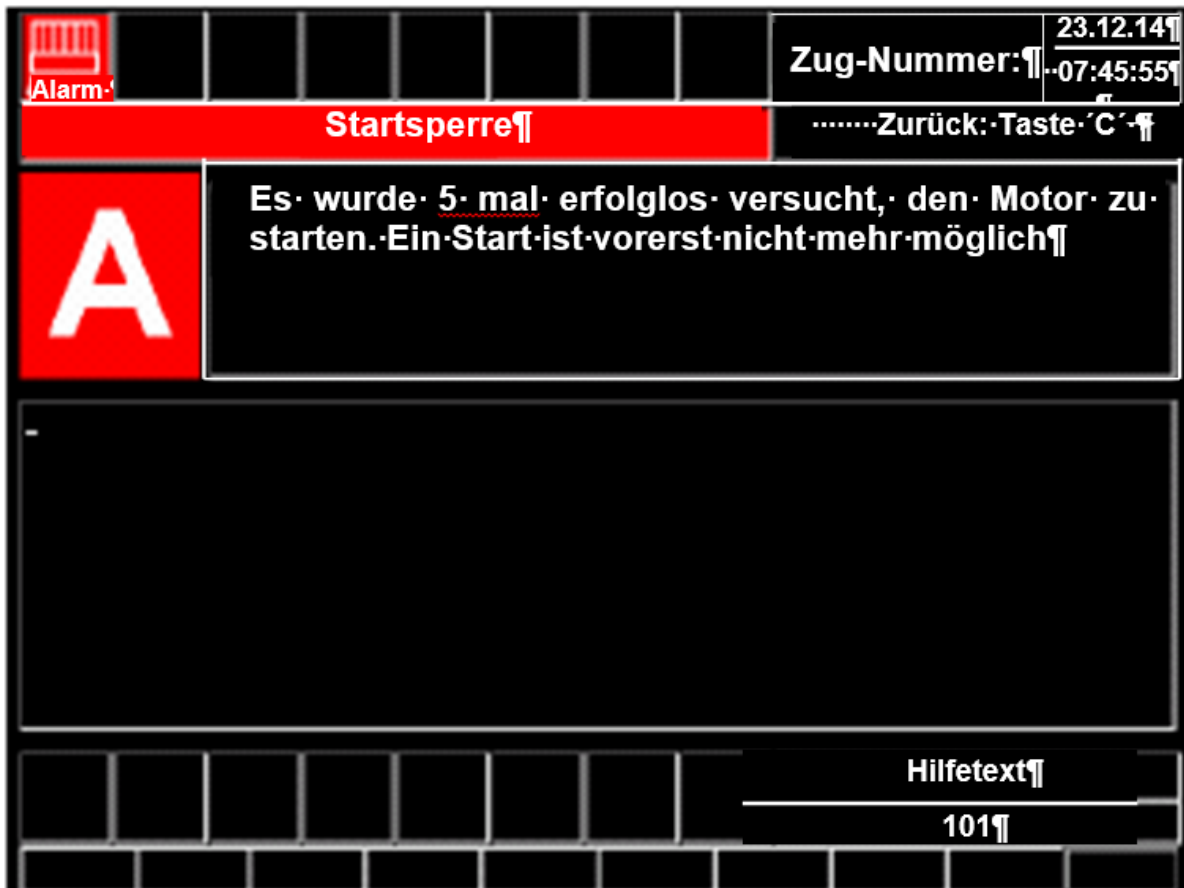 Zug-Nummer:¶
23.12.14¶
··07:45:55¶
¶
Alarm·¶
Startsperre¶
········Zurück:·Taste·´C´·¶
A
Es· wurde· 5· mal· erfolglos· versucht,· den· Motor· zu·
starten.·Ein·Start·ist·vorerst·nicht·mehr·möglich¶
-
Hilfetext¶
101¶